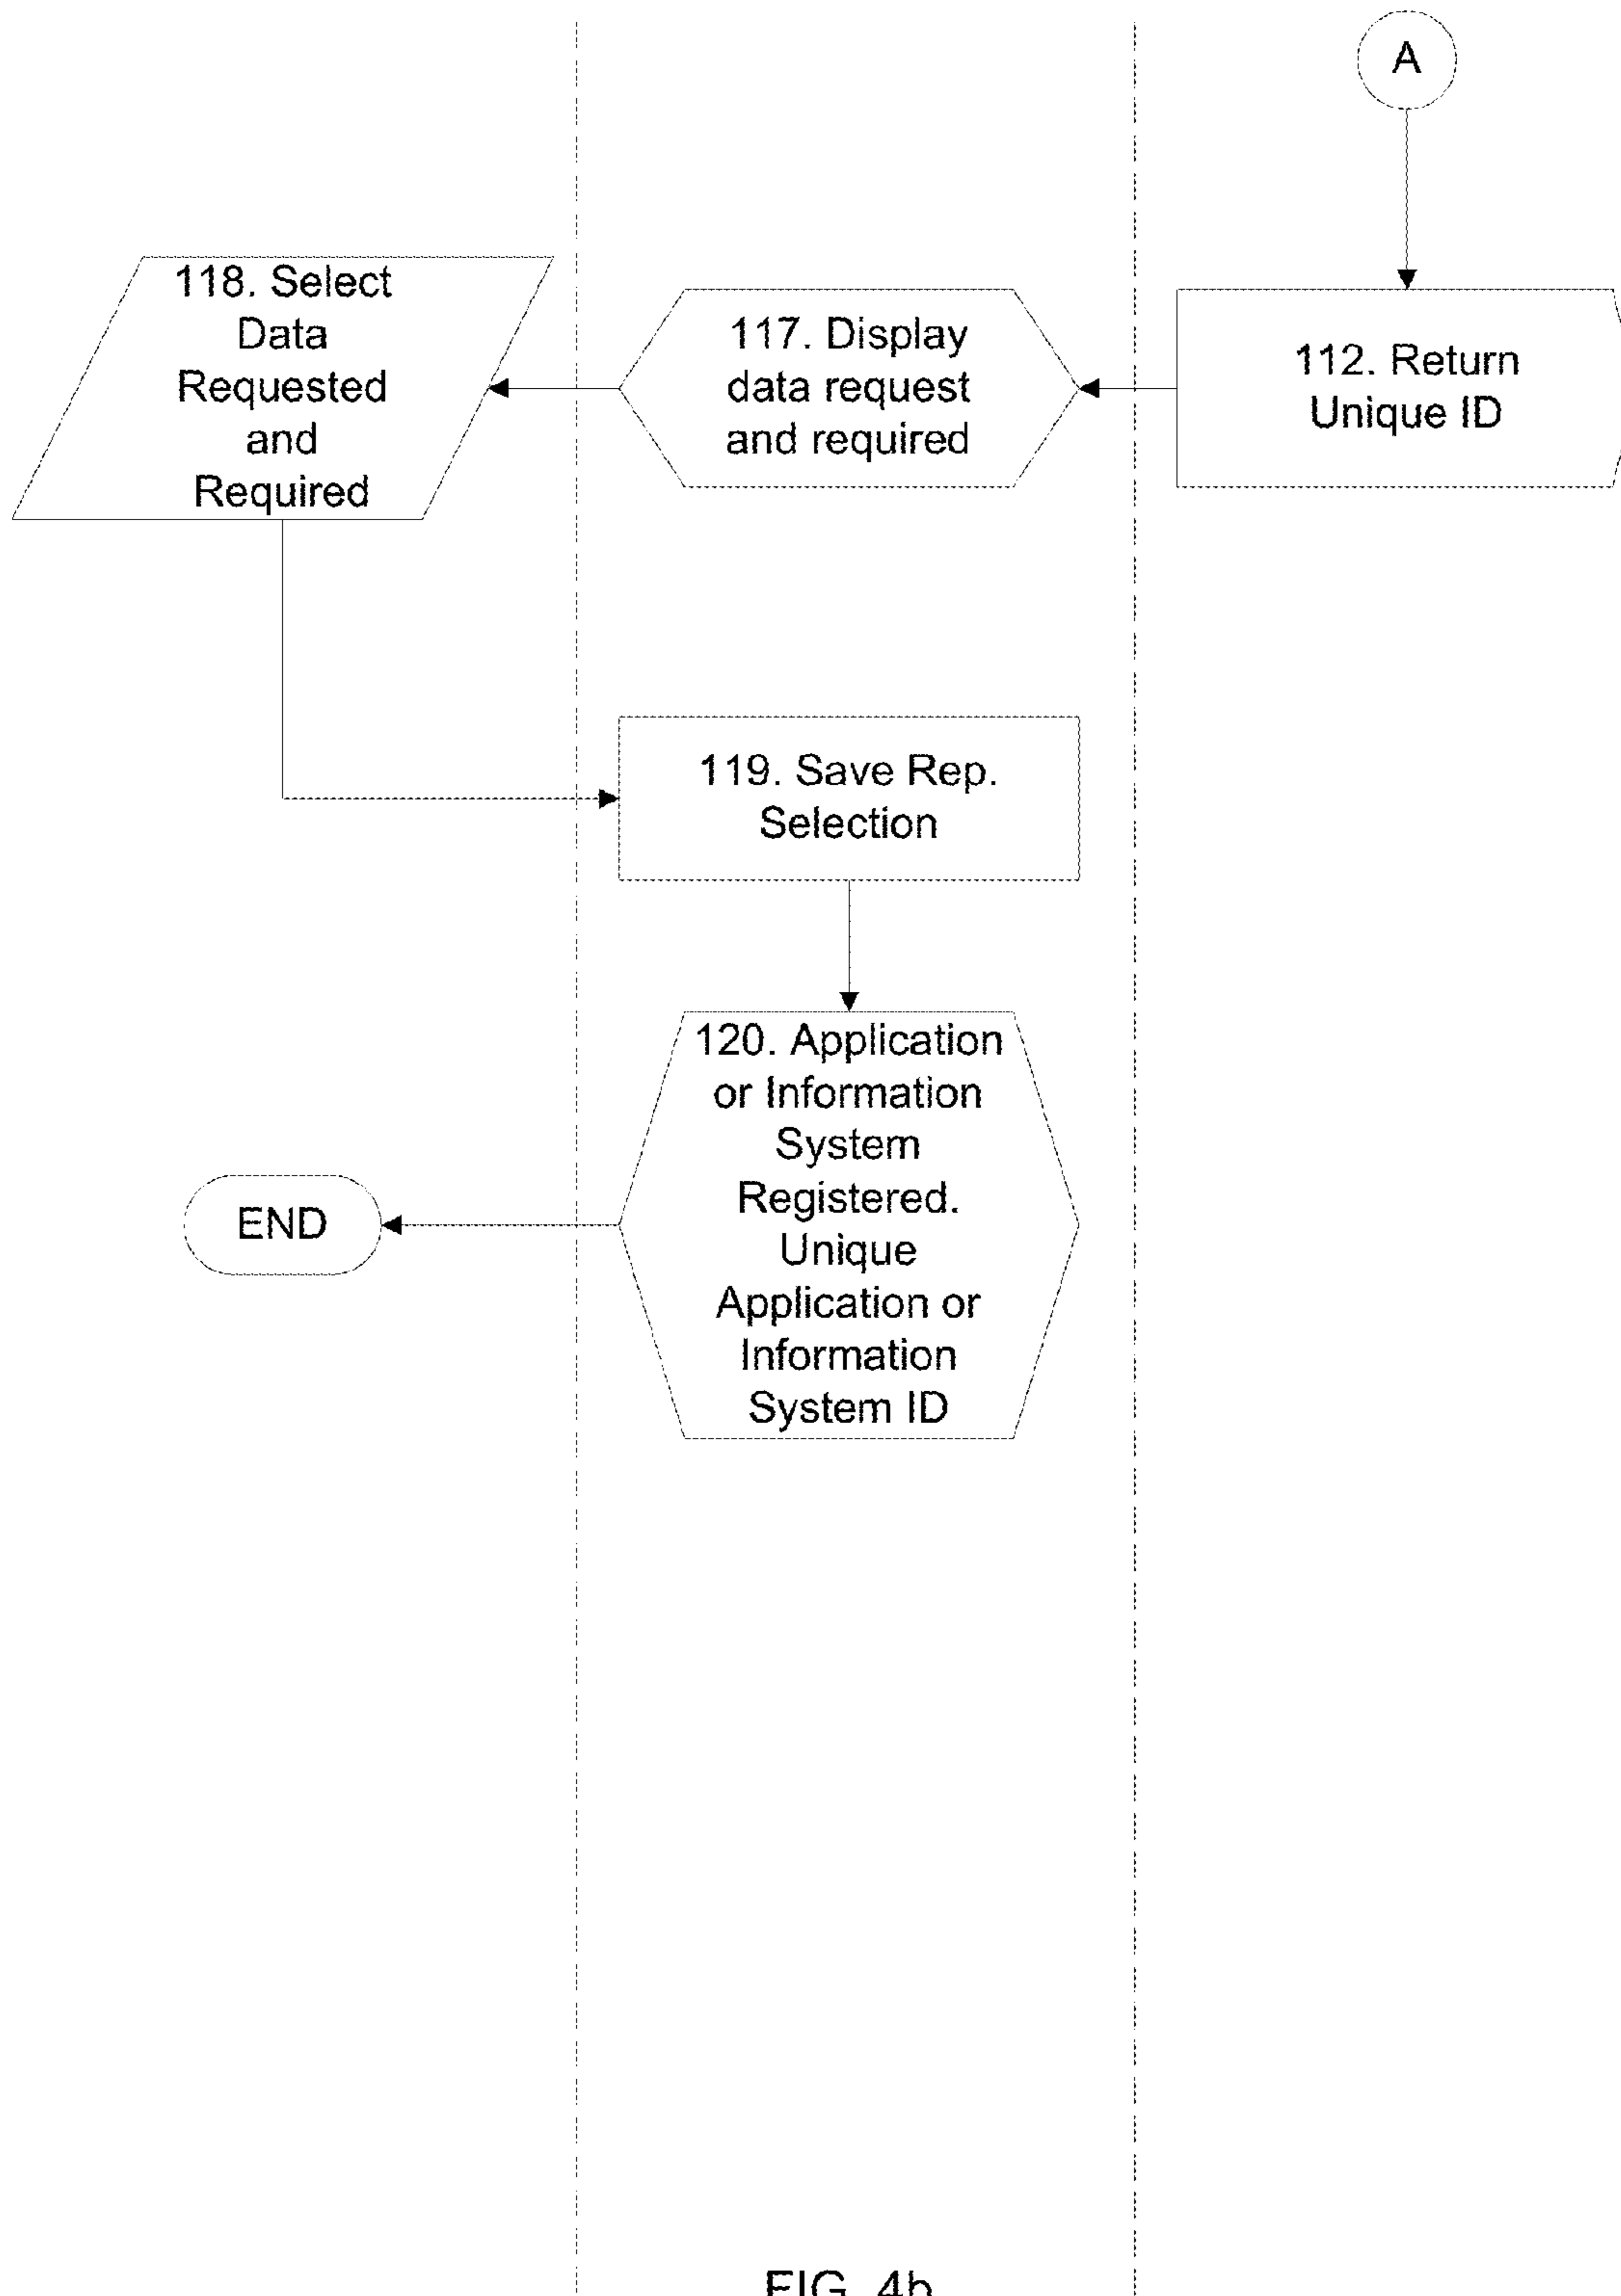 A
118. Select
Data
Requested
and
Required
117. Display
data request
and required
112. Return
Unique ID
119. Save Rep.
Selection
120. Application
or Information
System
Registered.
Unique
Application or
Information
System ID
END
FIG. 4b